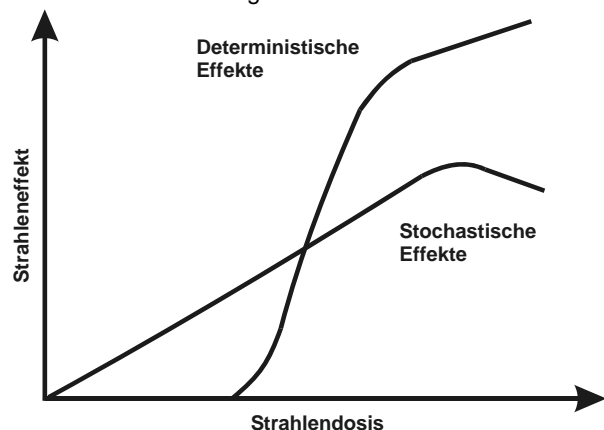 Deterministische
Effekte
Strahleneffekt
Stochastische
Effekte
Strahlendosis